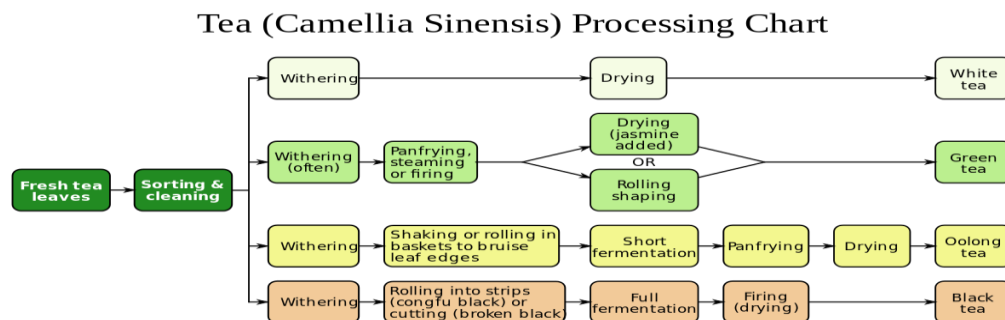 Tea (Camellia Sinensis) Processing Chart
Withering
Drying
White
tea
Withering
(often)
Panfrying,
steaming
or firing
Drying
(jasmine
added)
OR
Rolling
shaping
Green
tea
Fresh tea
leaves
Sorting &
cleaning
Withering
Shaking or rolling in
baskets to bruise
leaf edges
Short
fermentation
Panfrying
Drying
Oolong
tea
Withering
Rolling into strips
(congfu black) or
cutting (broken black)
Full
fermentation
Firing
(drying)
Black
tea